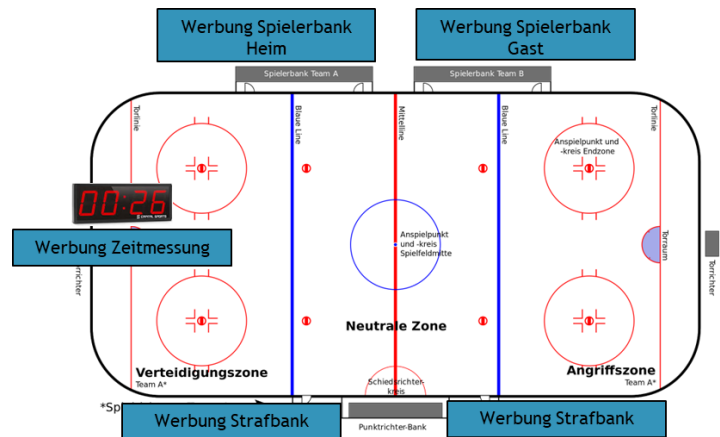 Werbung Spielerbank
Heim
Werbung Spielerbank
Gast
Spielerbank Team A
Spielerbank Team B
Torlinie
Blaue Line
Mittelline
Blaue Line
Torlinie
Anspielpunkt und
-kreis Endzone
00:26
Werbung Zeitmessung
Anspielpunkt
und -kreis
Spielfeldmitte
Torraum
Torrichter
Torrichter
Neutrale Zone
Verteidigungszone
Team A*
Angriffszone
Team A*
Schiedsrichter-
kreis
Werbung Strafbank
Werbung Strafbank
Punktrichter-Bank